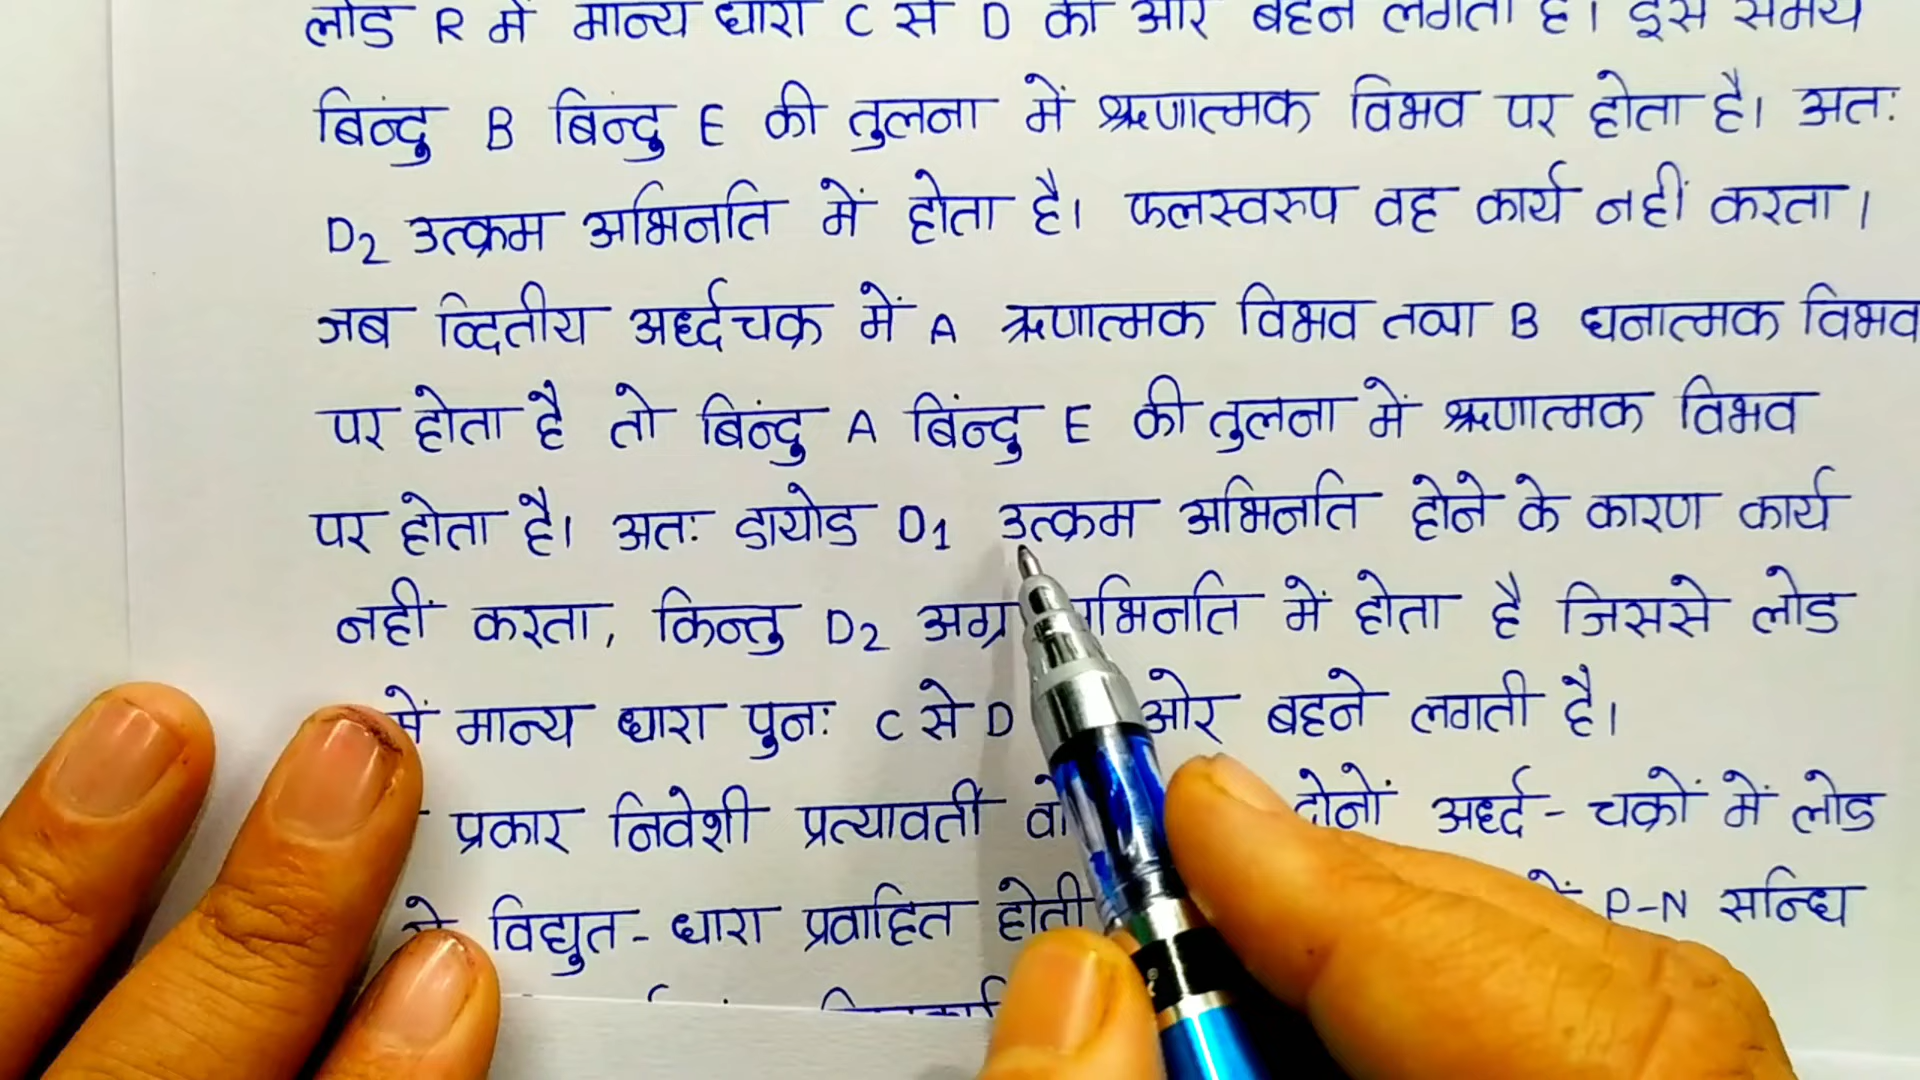 लोड R में मान्य धारा C से D की ओर बहने लगती है। इस समय
बिंन्दु B बिंन्दु E की तुलना में ऋणात्मक विभव पर होता है। अतः
D2 उत्क्रम अभिनति में होता है। फलस्वरुप वह कार्य नहीं करता।
जब द्वितीय अर्ध्दचक्र में A ऋणात्मक विभव तथा B धनात्मक विभव
पर होता है तो बिंन्दु A बिंन्दु E की तुलना में ऋणात्मक विभव
पर होता है। अतः डायोड D1 उत्क्रम अभिनति होने के कारण कार्य
नहीं करता, किन्तु D2 अग्र भिनति में होता है जिससे लोड
में मान्य धारा पुनः C से D ओर बहने लगती है।
प्रकार निवेशी प्रत्यावर्ती वो दोनों अर्ध्द-चक्रों में लोड
विद्युत-धारा प्रवाहित होती में P-N सन्धि